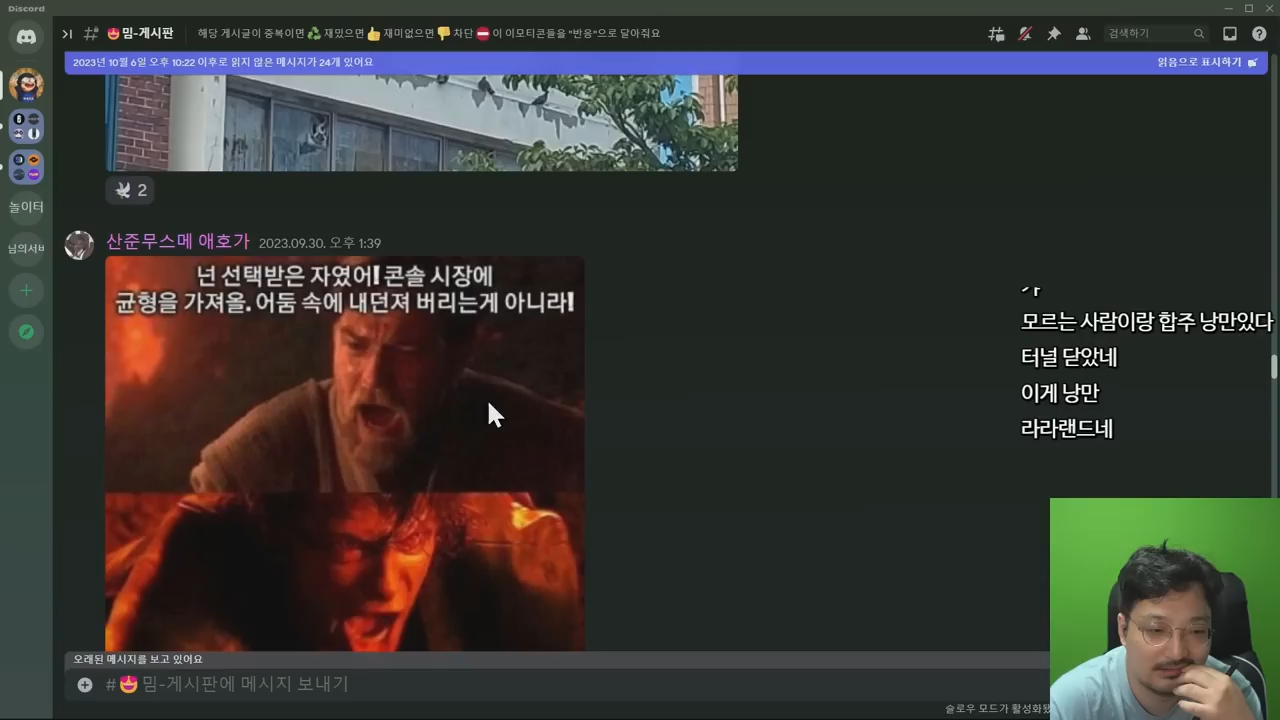 Discord
밈-게시판
해당 게시글이 중복이면 ♻ 재밌으면 👍 재미없으면 👎 차단 ⛔ 이 이모티콘들을 "반응"으로 달아줘요
검색하기
2023년 10월 6일 오후 10:22 이후로 읽지 않은 메시지가 24개 있어요
읽음으로 표시하기
2
놀이터
님의서버
산준무스메 애호가 2023.09.30. 오후 1:39
넌 선택받은 자였어! 콘솔 시장에
균형을 가져올. 어둠 속에 내던져 버리는게 아니라!
모르는 사람이랑 합주 낭만있다
터널 닫았네
이게 낭만
라라랜드네
오래된 메시지를 보고 있어요
#😍밈-게시판에 메시지 보내기
슬로우 모드가 활성화됐